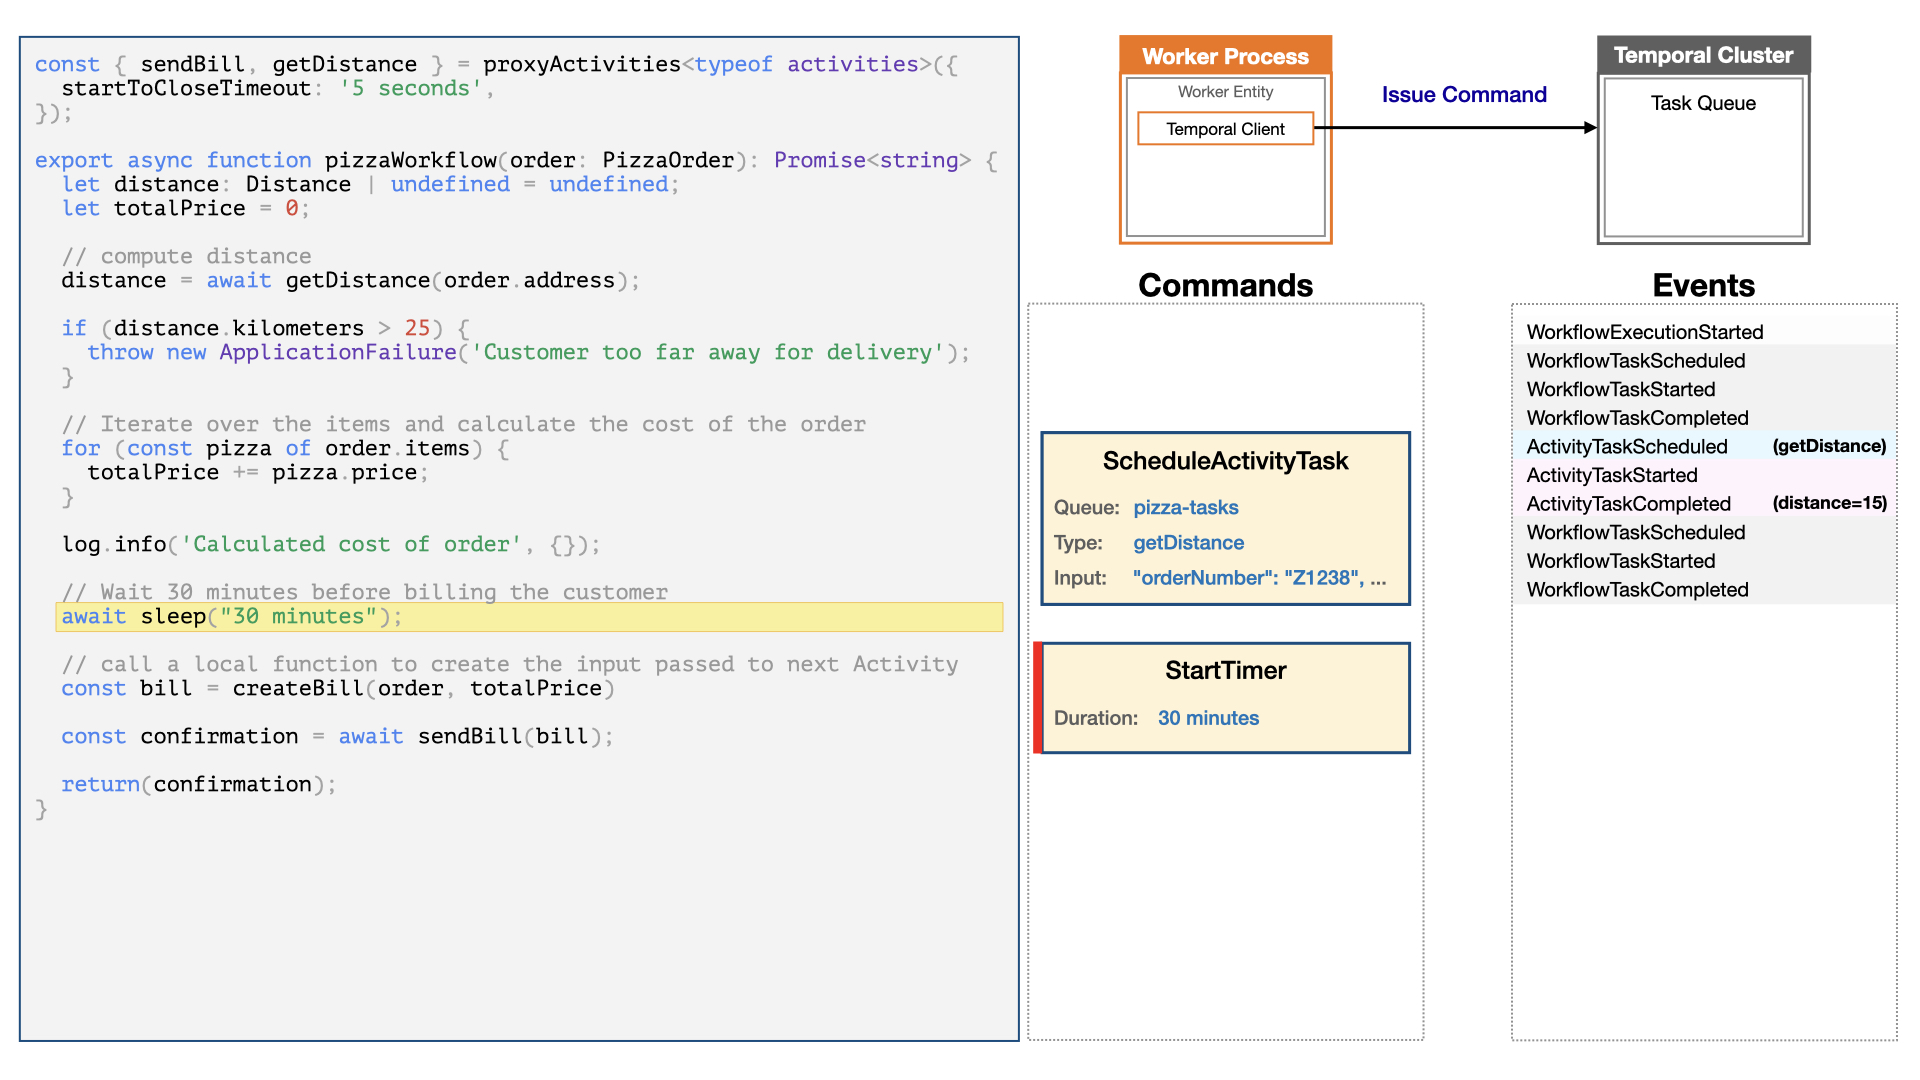 const { sendBill, getDistance } = proxyActivities<typeof activities>({
  startToCloseTimeout: '5 seconds',
});
export async function pizzaWorkflow(order: PizzaOrder): Promise<string> {
  let distance: Distance | undefined = undefined;
  let totalPrice = 0;
  // compute distance
  distance = await getDistance(order.address);
  if (distance.kilometers > 25) {
    throw new ApplicationFailure('Customer too far away for delivery');
  }
  // Iterate over the items and calculate the cost of the order
  for (const pizza of order.items) {
    totalPrice += pizza.price;
  }
  log.info('Calculated cost of order', {});
  // Wait 30 minutes before billing the customer
  await sleep("30 minutes");
  // call a local function to create the input passed to next Activity
  const bill = createBill(order, totalPrice)
  const confirmation = await sendBill(bill);
  return(confirmation);
}
Worker Process
Worker Entity
Temporal Client
Issue Command
Temporal Cluster
Task Queue
Commands
ScheduleActivityTask
Queue: pizza-tasks
Type: getDistance
Input: "orderNumber": "Z1238", ...
StartTimer
Duration: 30 minutes
Events
WorkflowExecutionStarted
WorkflowTaskScheduled
WorkflowTaskStarted
WorkflowTaskCompleted
ActivityTaskScheduled (getDistance)
ActivityTaskStarted
ActivityTaskCompleted (distance=15)
WorkflowTaskScheduled
WorkflowTaskStarted
WorkflowTaskCompleted